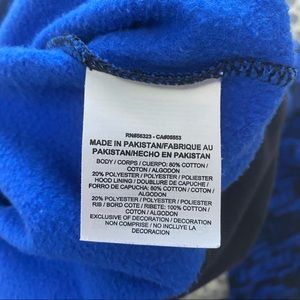 RN#56323 - CA#05553
MADE IN PAKISTAN/FABRIQUE AU
PAKISTAN/HECHO EN PAKISTAN
BODY / CORPS / CUERPO: 80% COTTON /
COTON / ALGODON
20% POLYESTER / POLYESTER / POLIESTER
HOOD LINING / DOUBLURE DE CAPUCHE /
FORRO DE CAPUCHA: 80% COTTON /
COTON / ALGODON
20% POLYESTER / POLYESTER / POLIESTER
RIB / BORD COTE / RIBETE: 100% COTTON /
COTON / ALGODON
EXCLUSIVE OF DECORATION / DECORATION
NON INCLUSE / NO INCLUYE LA
DECORACION